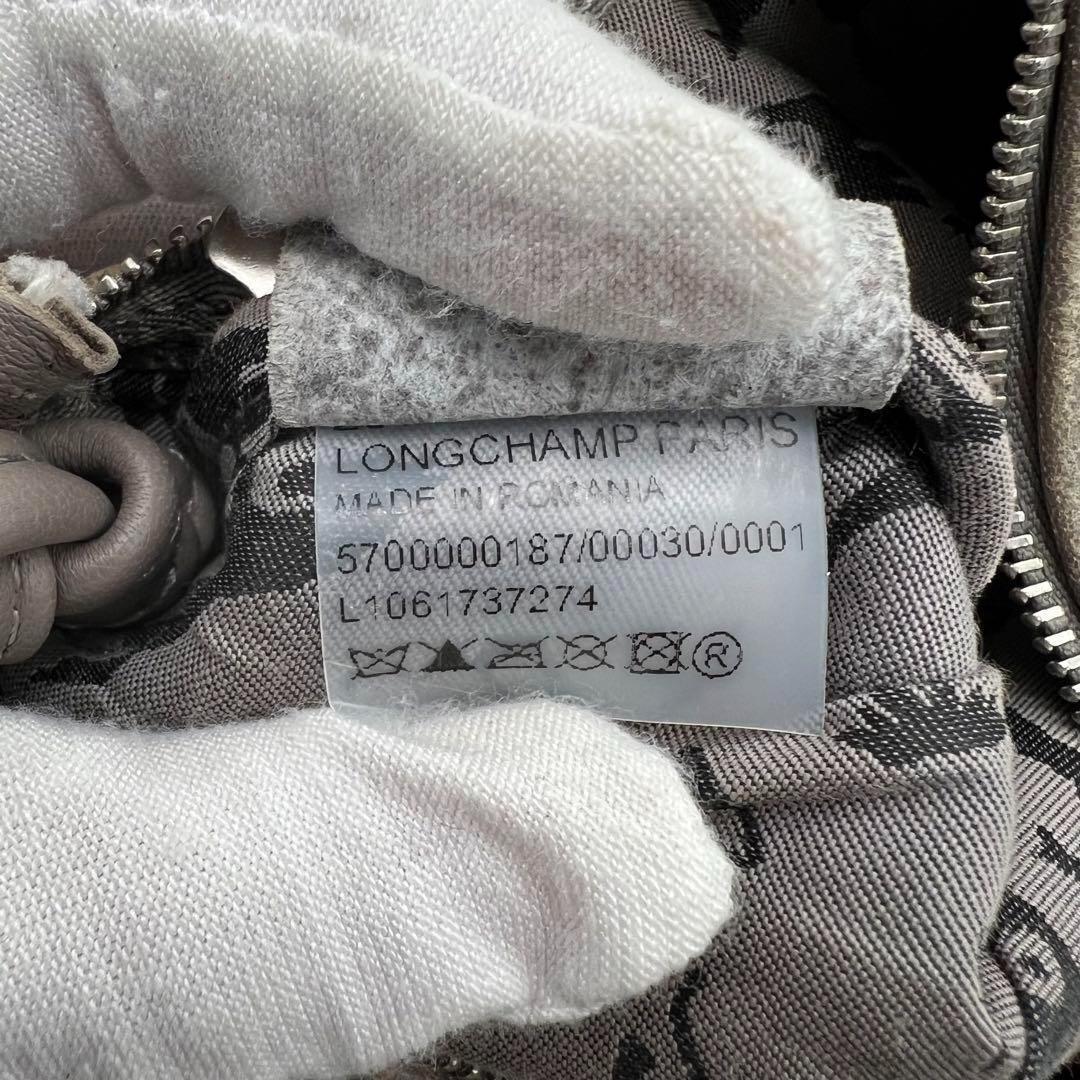 LONGCHAMP PARIS
MADE IN ROMANIA
5700000187/00030/0001
L1061737274
®